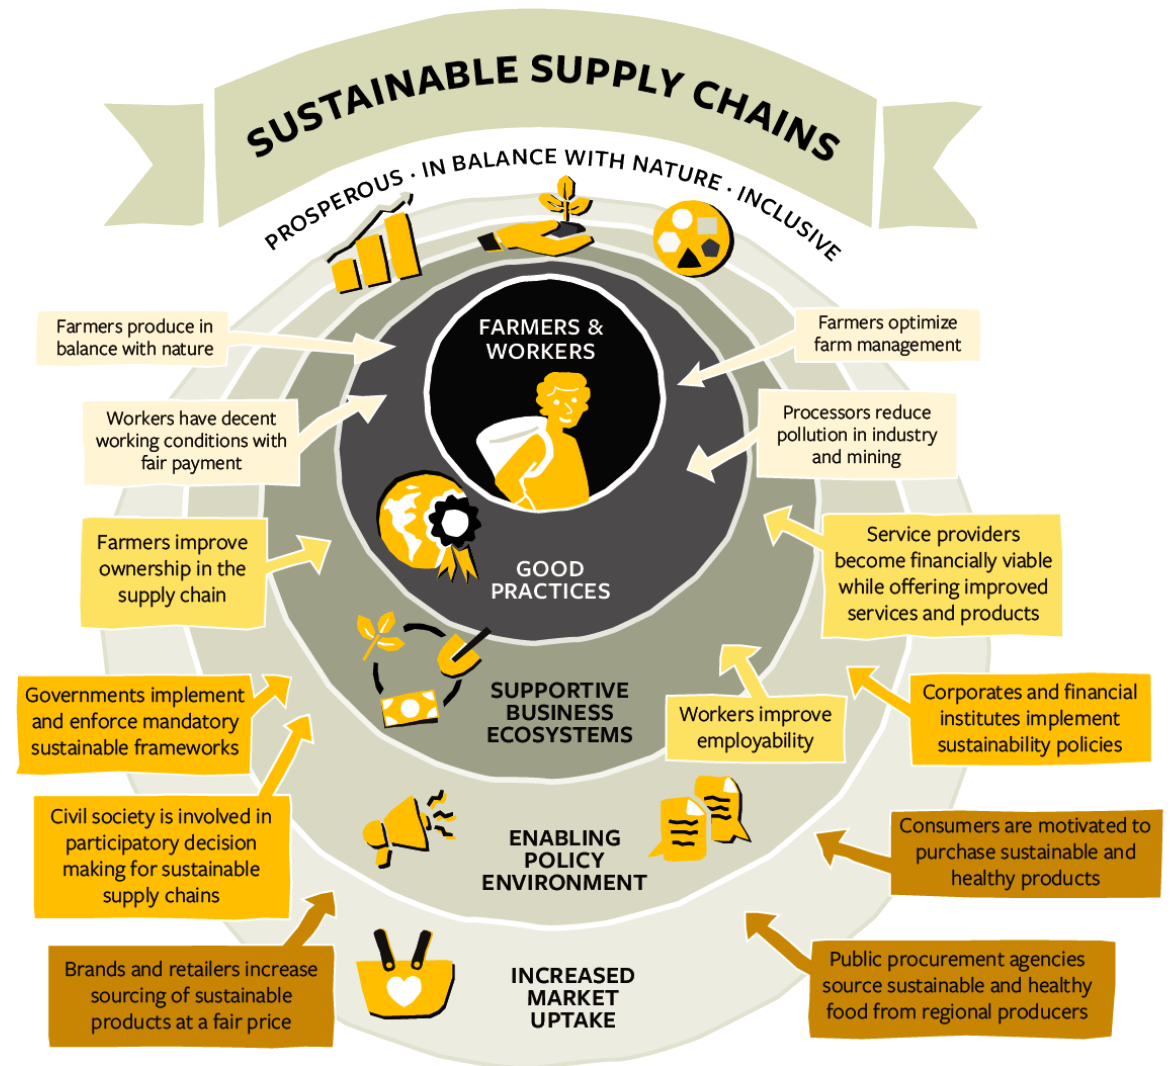 SUSTAINABLE SUPPLY CHAINS
PROSPEROUS · IN BALANCE WITH NATURE · INCLUSIVE
FARMERS &
WORKERS
Farmers produce in
balance with nature
Farmers optimize
farm management
Workers have decent
working conditions with
fair payment
Processors reduce
pollution in industry
and mining
GOOD
PRACTICES
Farmers improve
ownership in the
supply chain
Service providers
become financially viable
while offering improved
services and products
SUPPORTIVE
BUSINESS
ECOSYSTEMS
Workers improve
employability
Governments implement
and enforce mandatory
sustainable frameworks
Corporates and financial
institutes implement
sustainability policies
Civil society is involved in
participatory decision
making for sustainable
supply chains
ENABLING
POLICY
ENVIRONMENT
Consumers are motivated to
purchase sustainable and
healthy products
Brands and retailers increase
sourcing of sustainable
products at a fair price
INCREASED
MARKET
UPTAKE
Public procurement agencies
source sustainable and healthy
food from regional producers